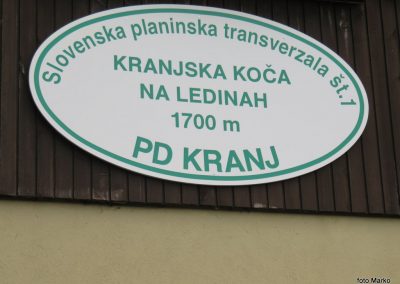 Slovenska planinska transverzala št.1
KRANJSKA KOČA
NA LEDINAH
1700 m
PD KRANJ
foto Marko